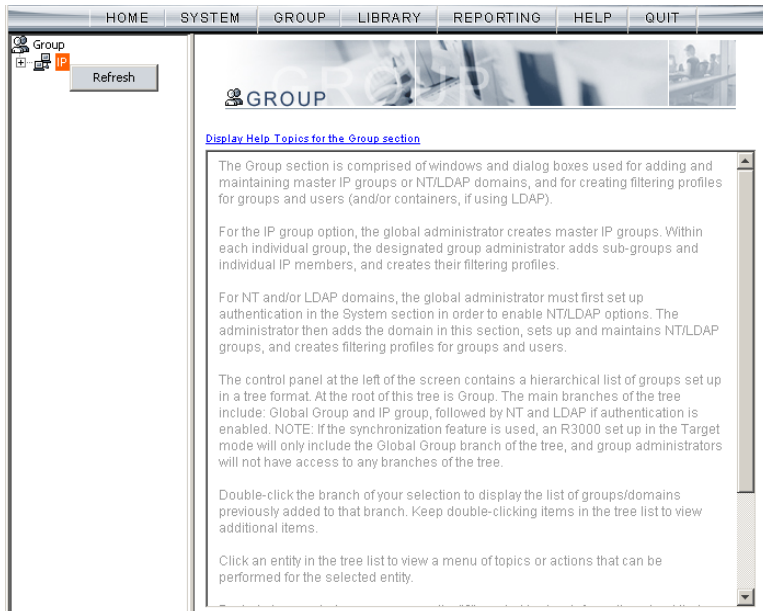 HOME SYSTEM GROUP LIBRARY REPORTING HELP QUIT
Group
IP
Refresh
GROUP
GROUP
Display Help Topics for the Group section
The Group section is comprised of windows and dialog boxes used for adding and
maintaining master IP groups or NT/LDAP domains, and for creating filtering profiles
for groups and users (and/or containers, if using LDAP).
For the IP group option, the global administrator creates master IP groups. Within
each individual group, the designated group administrator adds sub-groups and
individual IP members, and creates their filtering profiles.
For NT and/or LDAP domains, the global administrator must first set up
authentication in the System section in order to enable NT/LDAP options. The
administrator then adds the domain in this section, sets up and maintains NT/LDAP
groups, and creates filtering profiles for groups and users.
The control panel at the left of the screen contains a hierarchical list of groups set up
in a tree format. At the root of this tree is Group. The main branches of the tree
include: Global Group and IP group, followed by NT and LDAP if authentication is
enabled. NOTE: If the synchronization feature is used, an R3000 set up in the Target
mode will only include the Global Group branch of the tree, and group administrators
will not have access to any branches of the tree.
Double-click the branch of your selection to display the list of groups/domains
previously added to that branch. Keep double-clicking items in the tree list to view
additional items.
Click an entity in the tree list to view a menu of topics or actions that can be
performed for the selected entity.